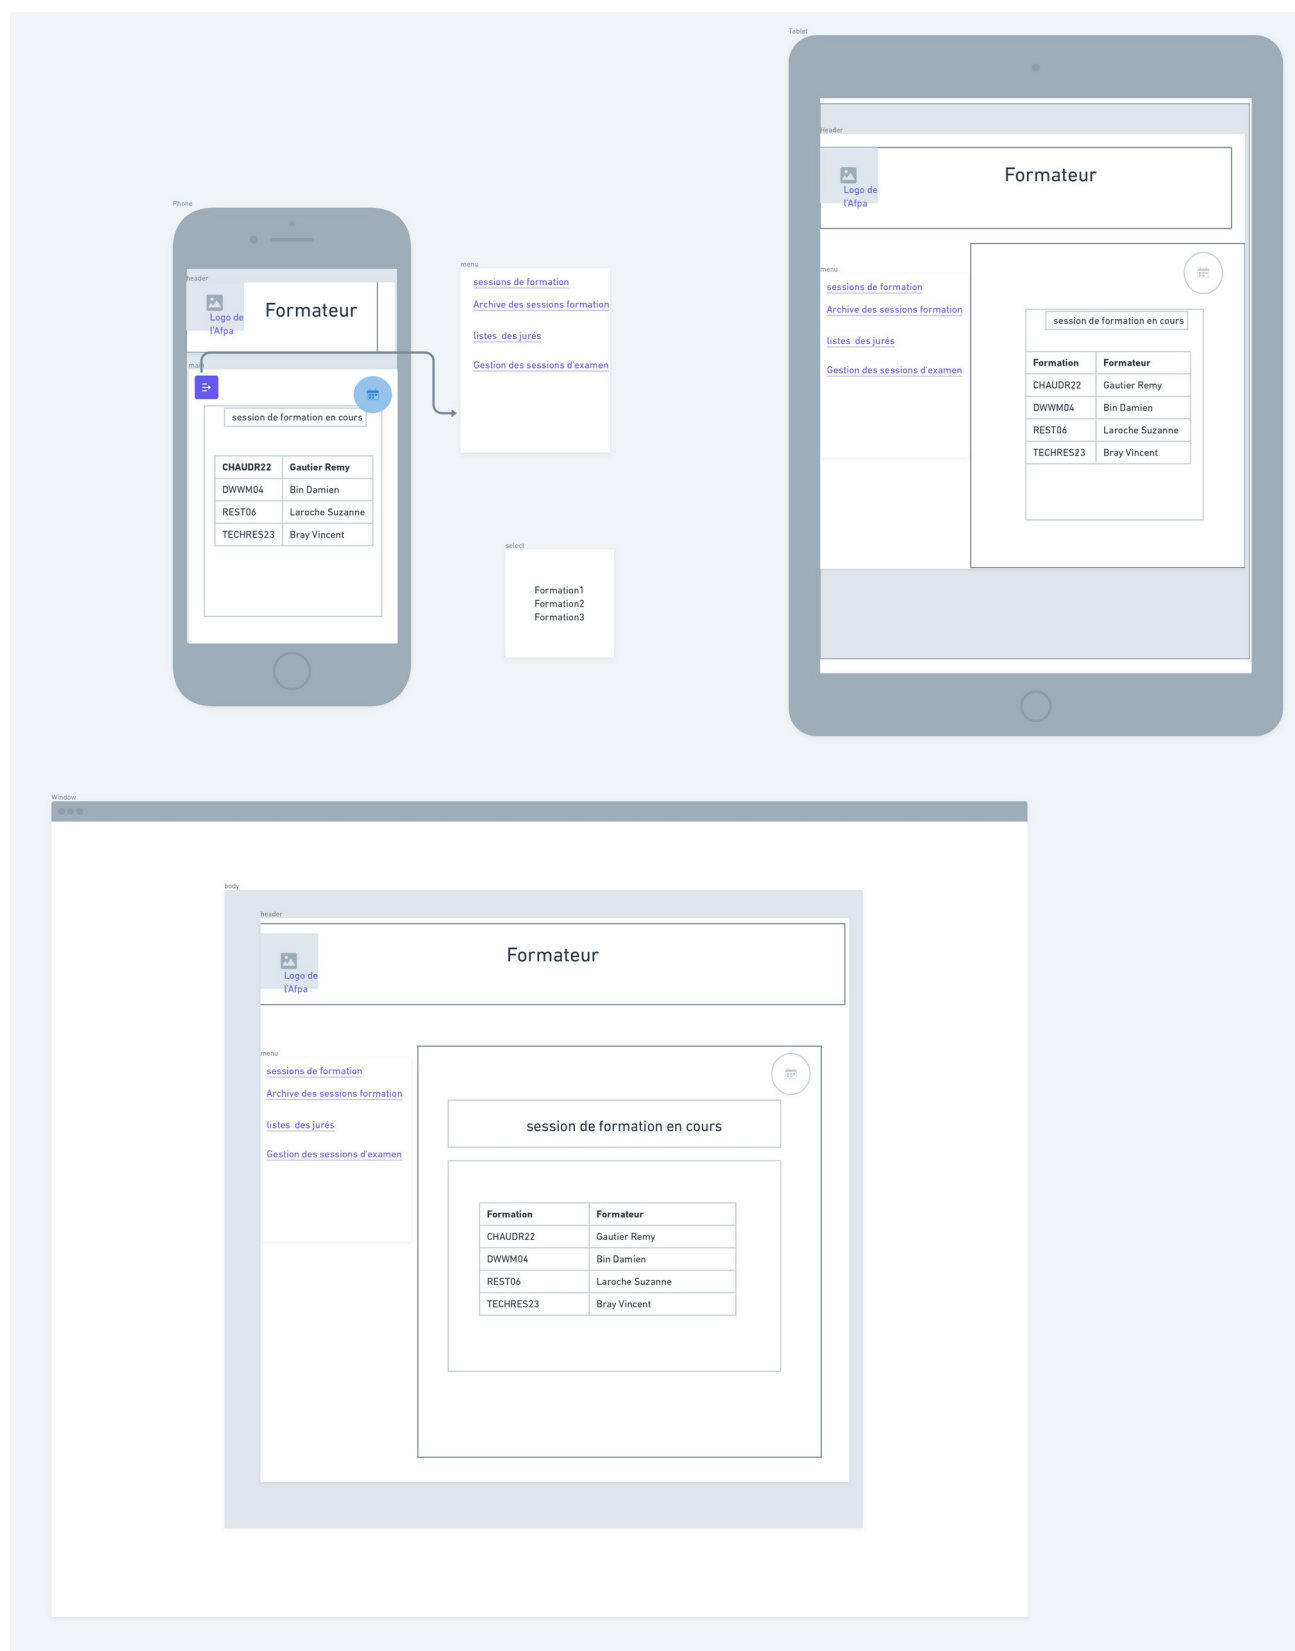 Tablet
Header
Logo de
l'Afpa
Formateur
menu
sessions de formation
Archive des sessions formation
listes des jurés
Gestion des sessions d'examen
session de formation en cours
Formation Formateur
CHAUDR22 Gautier Remy
DWWM04 Bin Damien
REST06 Laroche Suzanne
TECHRES23 Bray Vincent
Phone
header
Logo de
l'Afpa
Formateur
main
session de formation en cours
CHAUDR22 Gautier Remy
DWWM04 Bin Damien
REST06 Laroche Suzanne
TECHRES23 Bray Vincent
menu
sessions de formation
Archive des sessions formation
listes des jurés
Gestion des sessions d'examen
select
Formation1
Formation2
Formation3
Window
body
header
Logo de
l'Afpa
Formateur
menu
sessions de formation
Archive des sessions formation
listes des jurés
Gestion des sessions d'examen
session de formation en cours
Formation Formateur
CHAUDR22 Gautier Remy
DWWM04 Bin Damien
REST06 Laroche Suzanne
TECHRES23 Bray Vincent